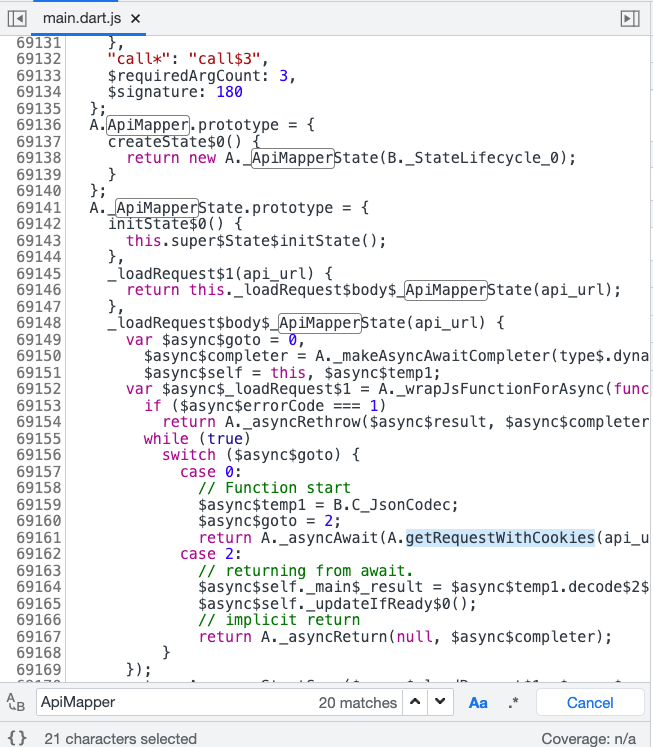 main.dart.js ×
69131 },
69132 "call*": "call$3",
69133 $requiredArgCount: 3,
69134 $signature: 180
69135 };
69136 A.ApiMapper.prototype = {
69137 createState$0() {
69138 return new A._ApiMapperState(B._StateLifecycle_0);
69139 }
69140 };
69141 A._ApiMapperState.prototype = {
69142 initState$0() {
69143 this.super$State$initState();
69144 },
69145 _loadRequest$1(api_url) {
69146 return this._loadRequest$body$_ApiMapperState(api_url);
69147 },
69148 _loadRequest$body$_ApiMapperState(api_url) {
69149 var $async$goto = 0,
69150 $async$completer = A._makeAsyncAwaitCompleter(type$.dyna
69151 $async$self = this, $async$temp1;
69152 var $async$_loadRequest$1 = A._wrapJsFunctionForAsync(func
69153 if ($async$errorCode === 1)
69154 return A._asyncRethrow($async$result, $async$completer
69155 while (true)
69156 switch ($async$goto) {
69157 case 0:
69158 // Function start
69159 $async$temp1 = B.C_JsonCodec;
69160 $async$goto = 2;
69161 return A._asyncAwait(A.getRequestWithCookies(api_u
69162 case 2:
69163 // returning from await.
69164 $async$self._main$_result = $async$temp1.decode$2$
69165 $async$self._updateIfReady$0();
69166 // implicit return
69167 return A._asyncReturn(null, $async$completer);
69168 }
69169 });
ApiMapper 20 matches Aa .* Cancel
{} 21 characters selected Coverage: n/a